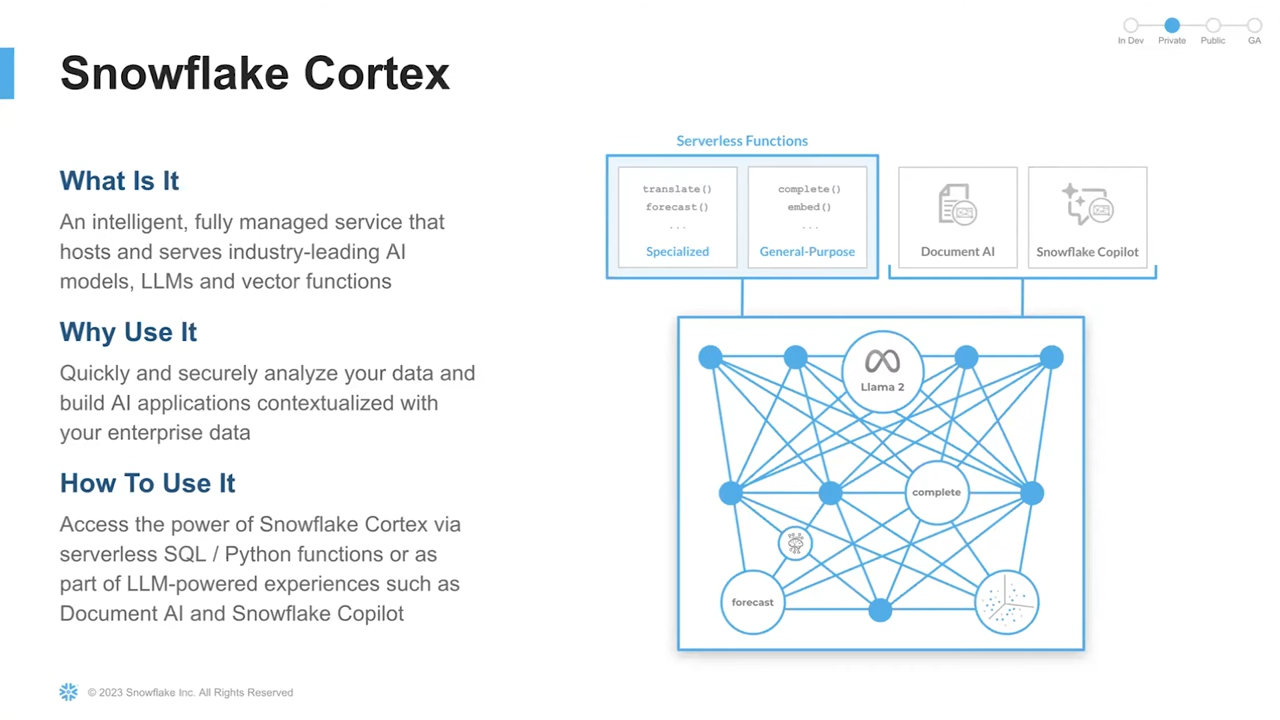 In Dev
Private
Public
GA
Snowflake Cortex
What Is It
An intelligent, fully managed service that
hosts and serves industry-leading AI
models, LLMs and vector functions
Why Use It
Quickly and securely analyze your data and
build AI applications contextualized with
your enterprise data
How To Use It
Access the power of Snowflake Cortex via
serverless SQL / Python functions or as
part of LLM-powered experiences such as
Document AI and Snowflake Copilot
Serverless Functions
translate()
forecast()
...
Specialized
complete()
embed()
...
General-Purpose
Document AI
Snowflake Copilot
Llama 2
complete
forecast
© 2023 Snowflake Inc. All Rights Reserved